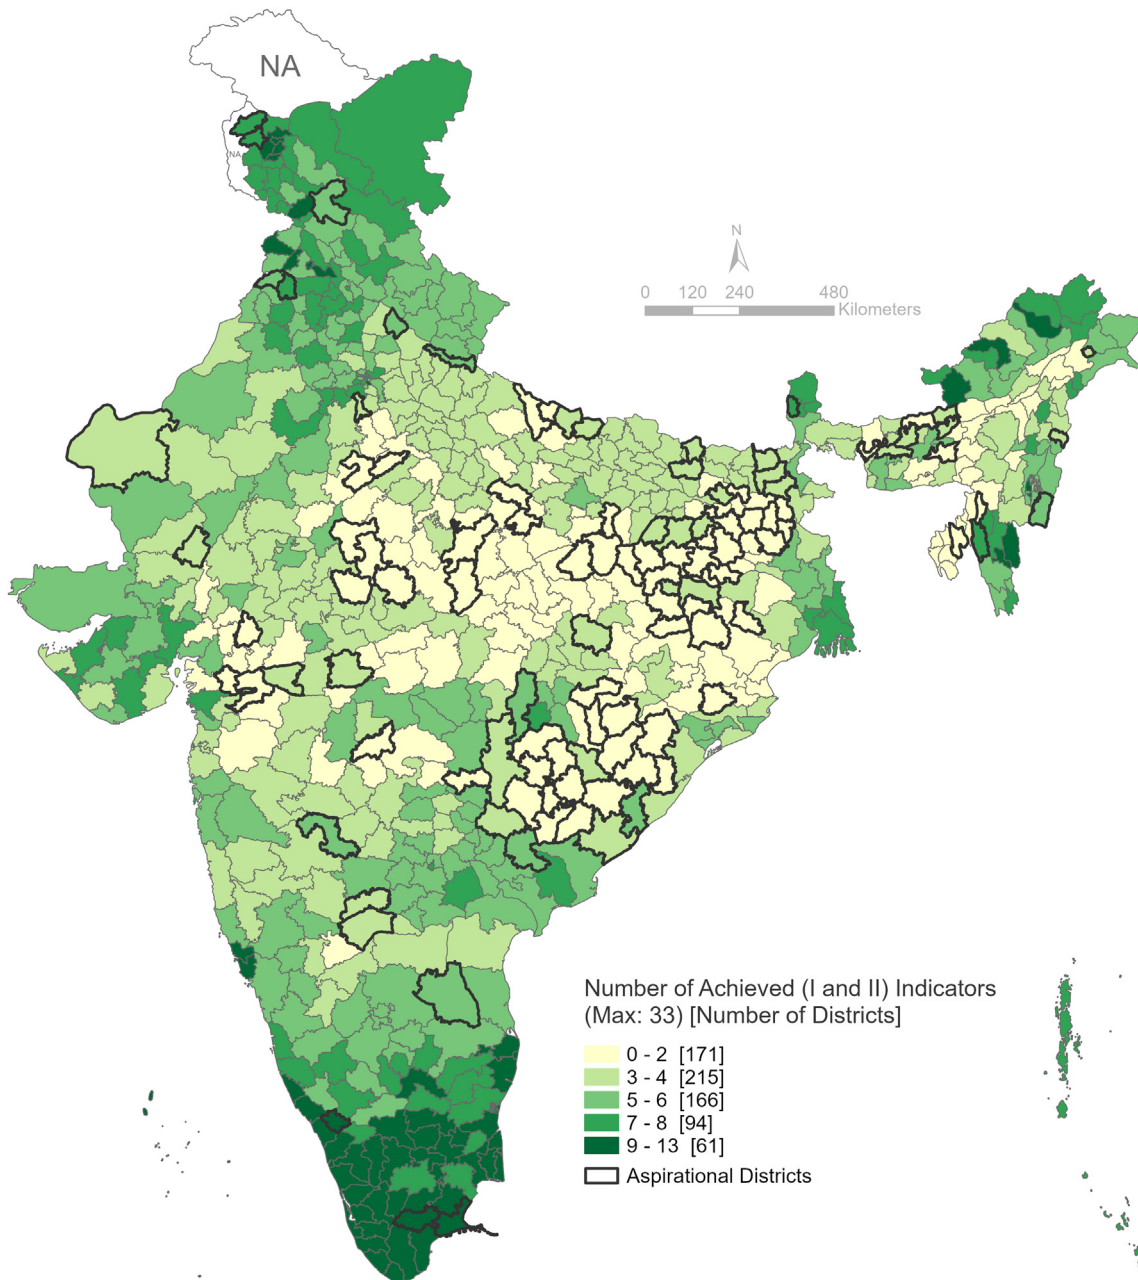 NA
NA
N
0 120 240 480
Kilometers
Number of Achieved (I and II) Indicators
(Max: 33) [Number of Districts]
0 - 2 [171]
3 - 4 [215]
5 - 6 [166]
7 - 8 [94]
9 - 13 [61]
Aspirational Districts